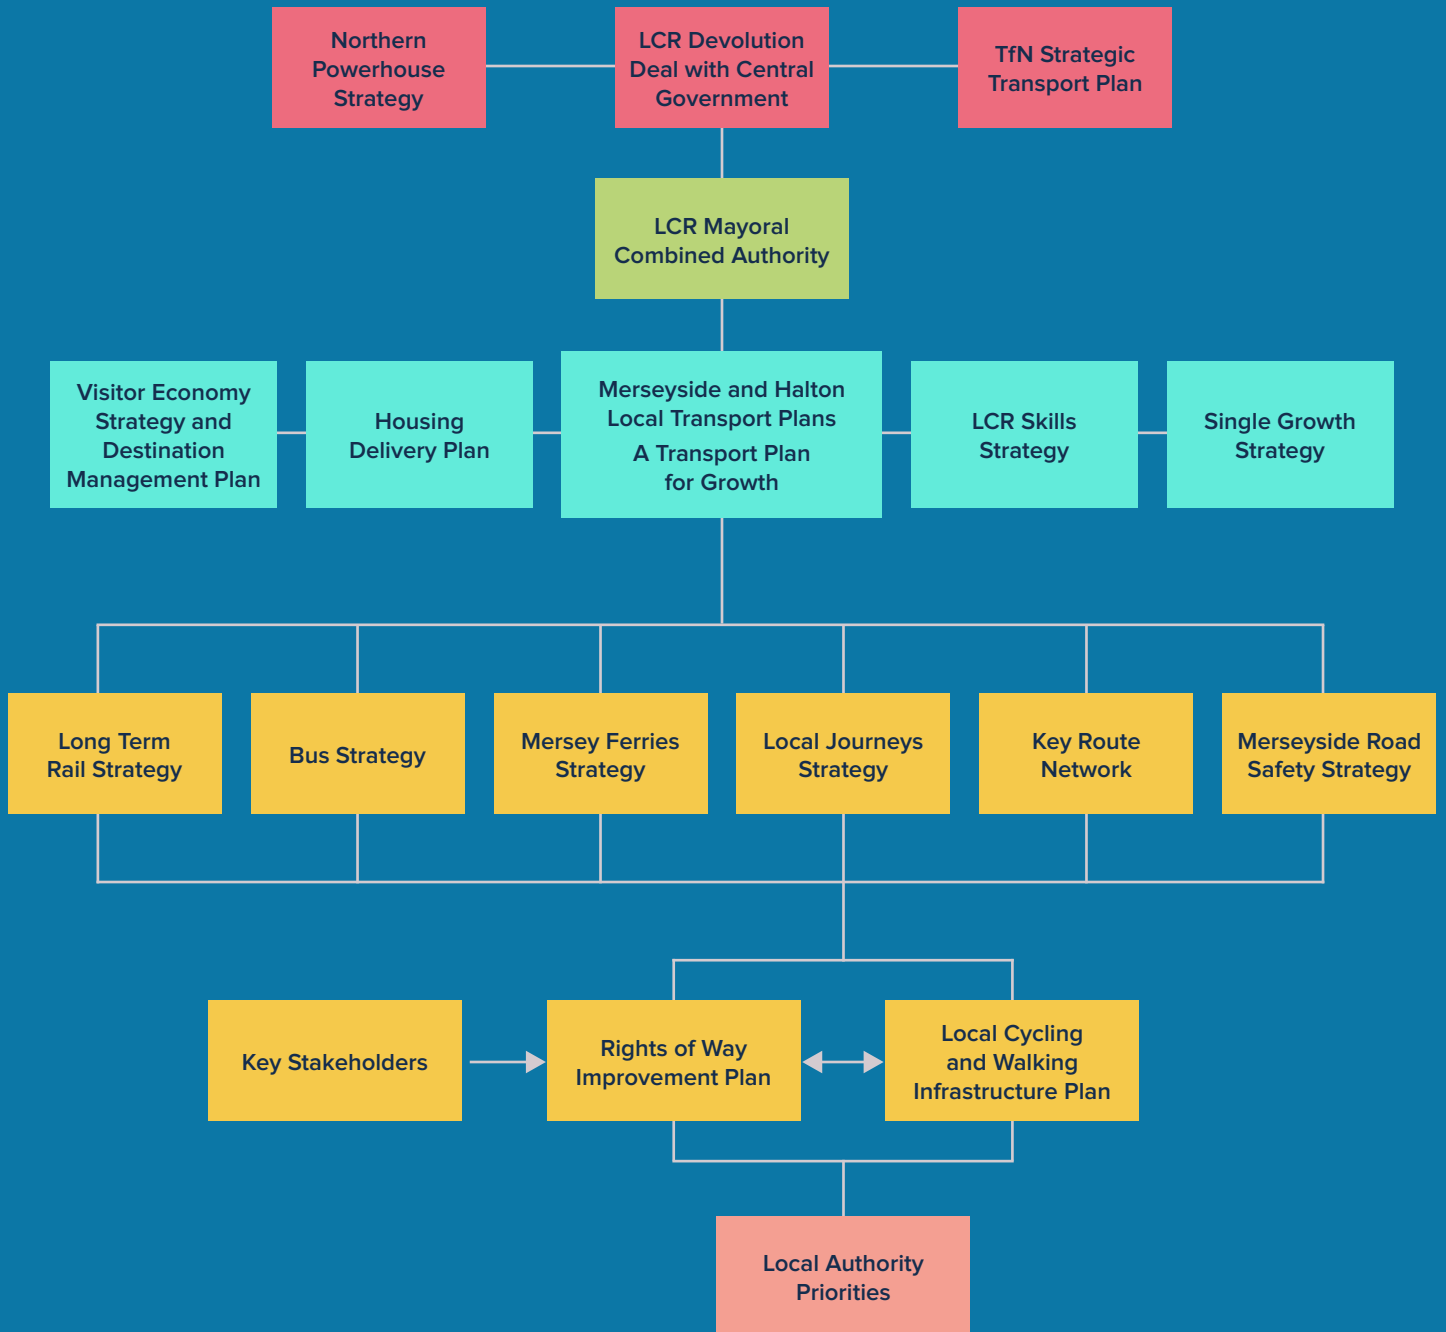 Northern
Powerhouse
Strategy
LCR Devolution
Deal with Central
Government
TfN Strategic
Transport Plan
LCR Mayoral
Combined Authority
Visitor Economy
Strategy and
Destination
Management Plan
Housing
Delivery Plan
Merseyside and Halton
Local Transport Plans
A Transport Plan
for Growth
LCR Skills
Strategy
Single Growth
Strategy
Long Term
Rail Strategy
Bus Strategy
Mersey Ferries
Strategy
Local Journeys
Strategy
Key Route
Network
Merseyside Road
Safety Strategy
Key Stakeholders
Rights of Way
Improvement Plan
Local Cycling
and Walking
Infrastructure Plan
Local Authority
Priorities